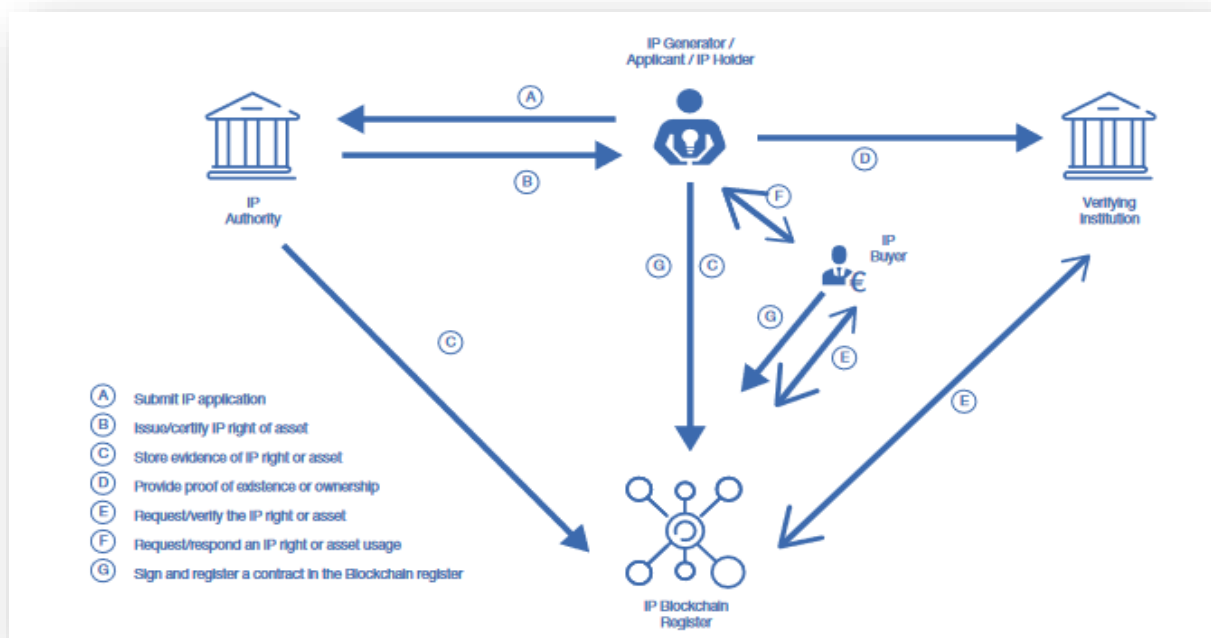 IP Generator /
Applicant / IP Holder
A
B
D
F
IP
Authority
Verifying
Institution
IP
Buyer
€
G
C
G
C
E
E
A Submit IP application
B Issue/certify IP right of asset
C Store evidence of IP right or asset
D Provide proof of existence or ownership
E Request/verify the IP right or asset
F Request/respond an IP right or asset usage
G Sign and register a contract in the Blockchain register
IP Blockchain
Register